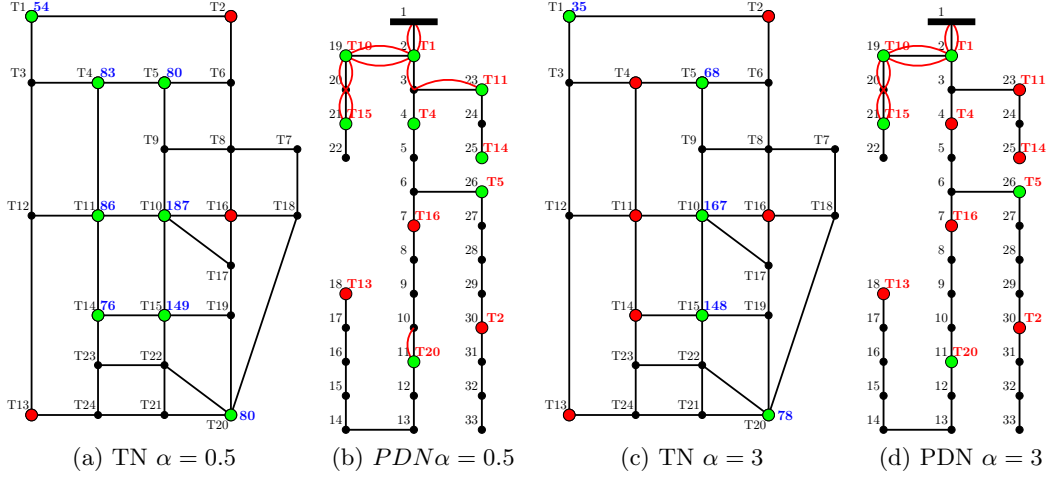 T1 54 T2
T3 T4 83 T5 80 T6
T9 T8 T7
T12 T11 86 T10 187 T16 T18
T17
T14 76 T15 149 T19
T23 T22
T13 T24 T21 T20 80
(a) TN α = 0.5
1
19 T10 2 T1
20 3 23 T11
21 T15 4 T4 24
22 5 25 T14
6 26 T5
7 T16 27
8 28
18 T13 9 29
17 10 30 T2
16 11 T20 31
15 12 32
14 13 33
(b) PDNα = 0.5
T1 35 T2
T3 T4 T5 68 T6
T9 T8 T7
T12 T11 T10 167 T16 T18
T17
T14 T15 148 T19
T23 T22
T13 T24 T21 T20 78
(c) TN α = 3
1
19 T10 2 T1
20 3 23 T11
21 T15 4 T4 24
22 5 25 T14
6 26 T5
7 T16 27
8 28
18 T13 9 29
17 10 30 T2
16 11 T20 31
15 12 32
14 13 33
(d) PDN α = 3